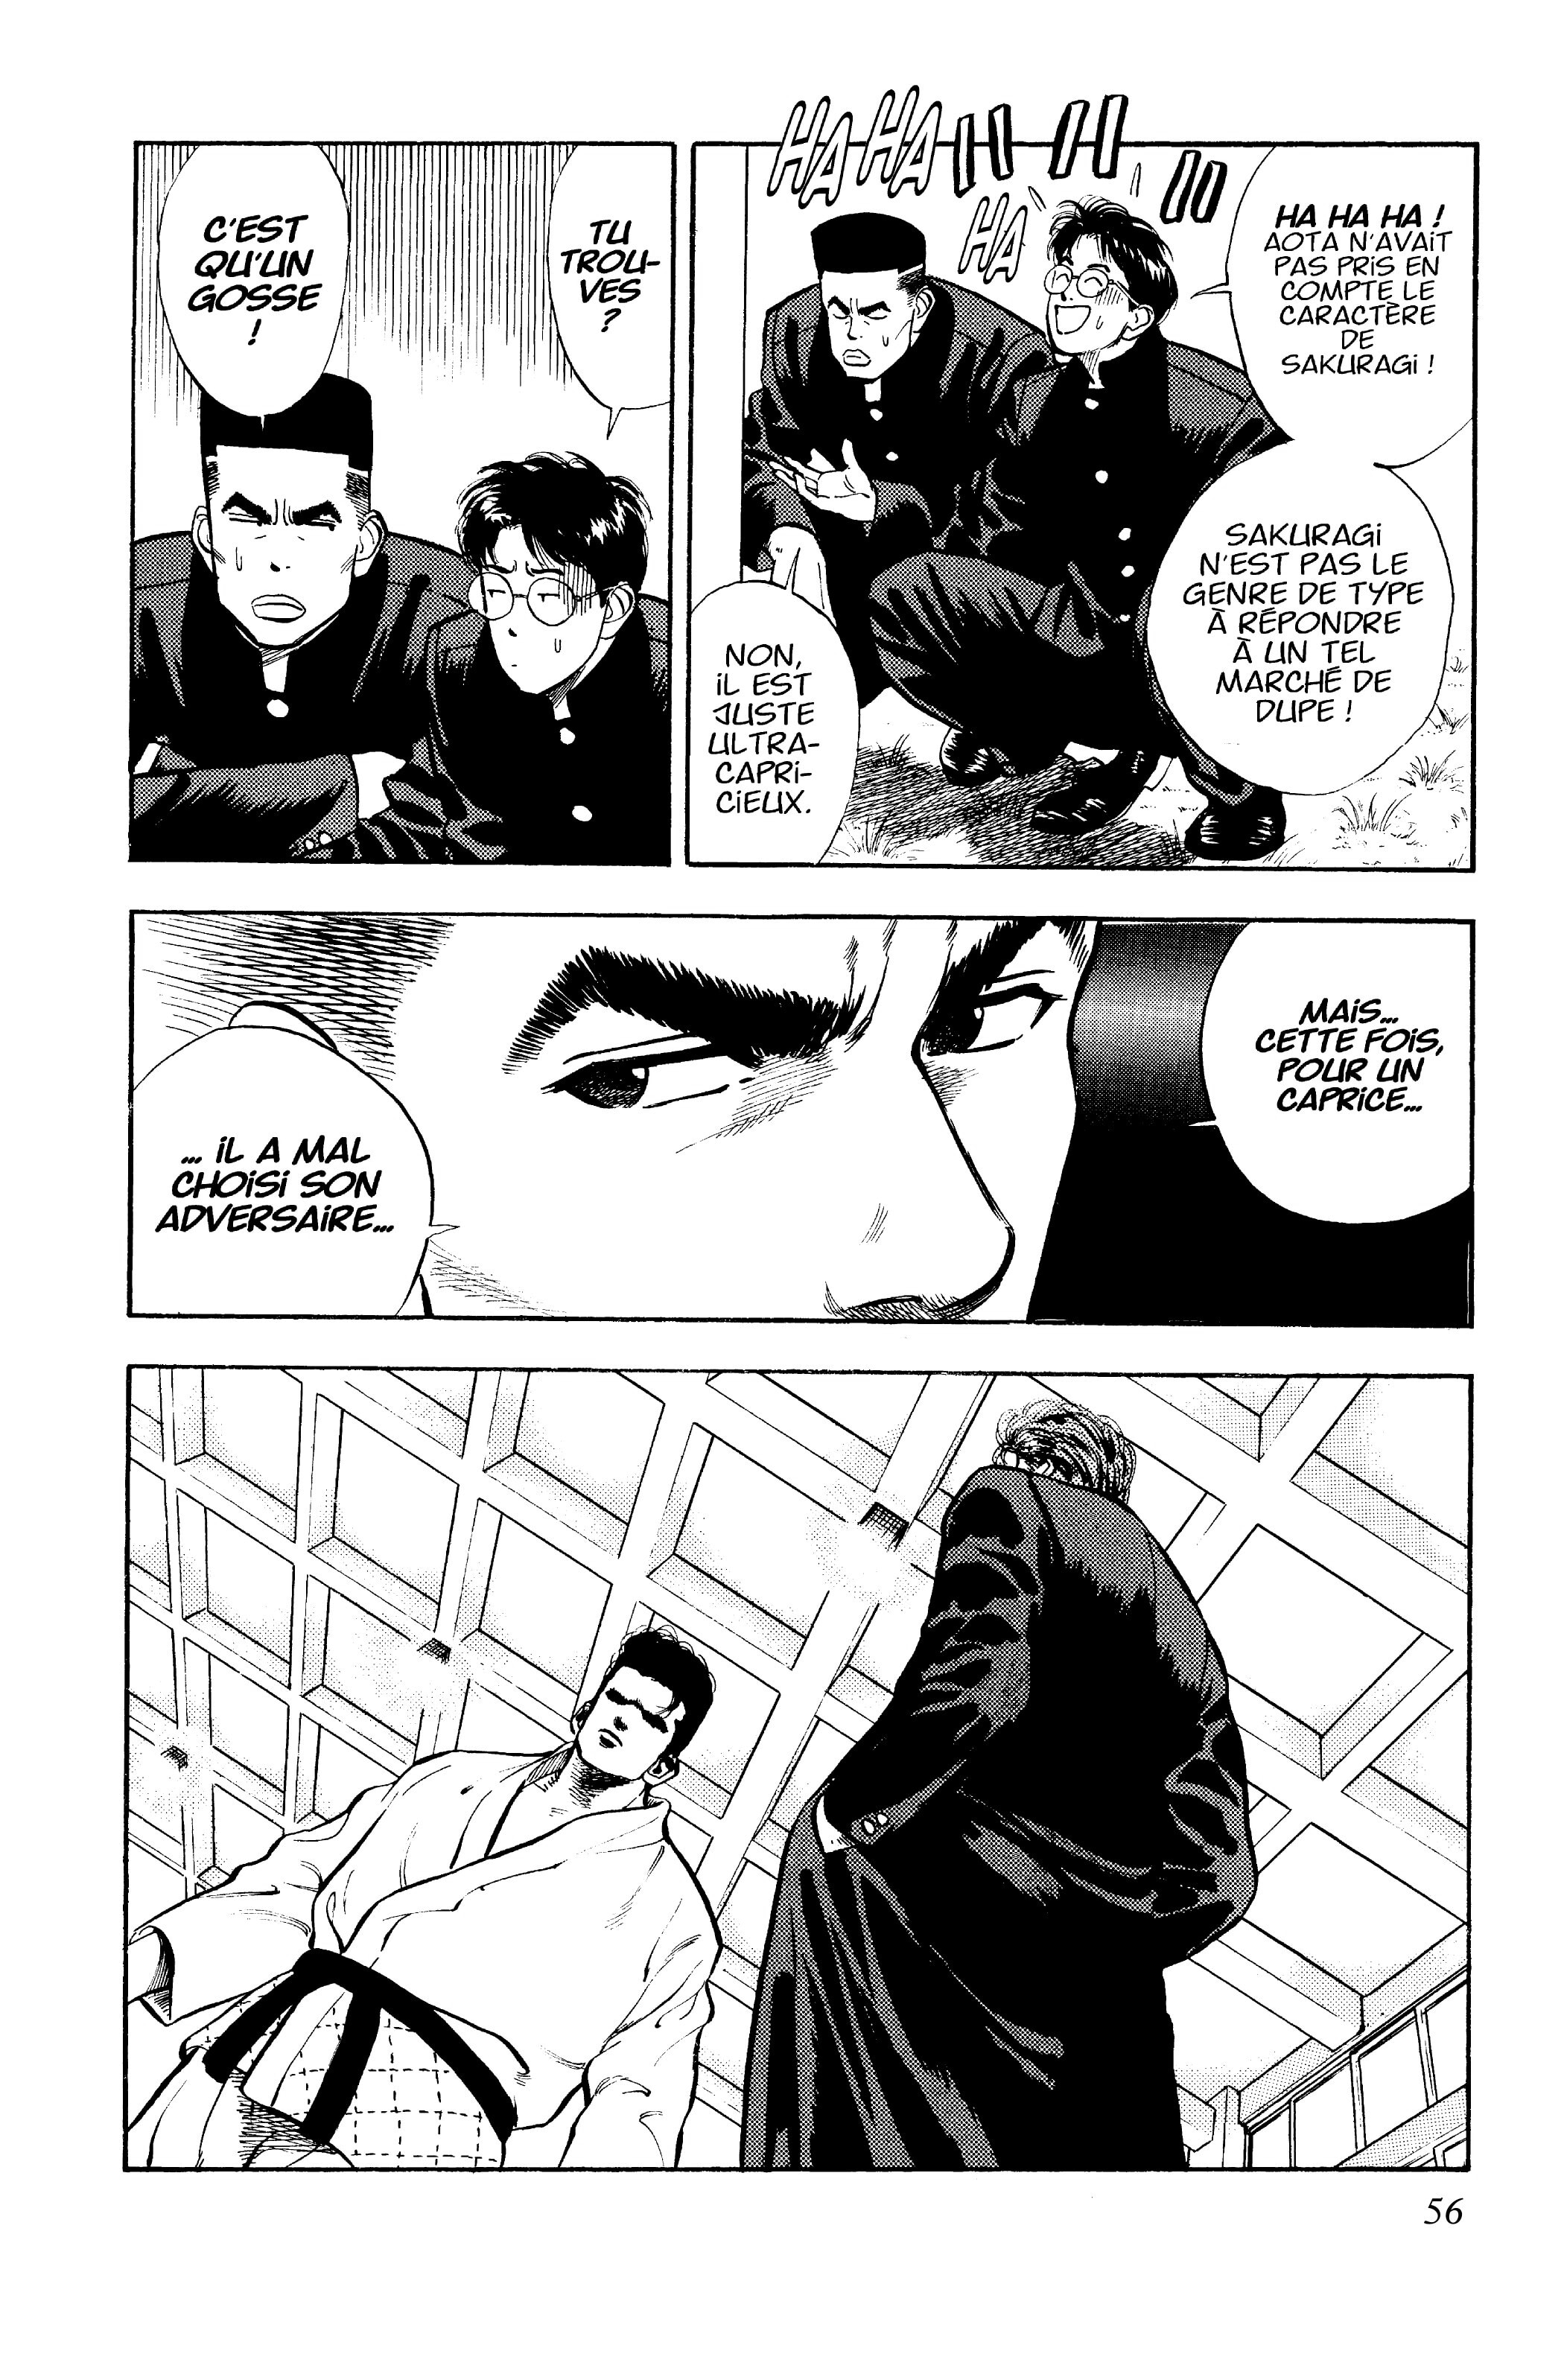 HA HA HA
HA
HA HA HA !
AOTA N'AVAIT
PAS PRIS EN
COMPTE LE
CARACTÈRE
DE
SAKURAGI !
SAKURAGI
N'EST PAS LE
GENRE DE TYPE
À RÉPONDRE
À UN TEL
MARCHÉ DE
DUPE !
NON,
IL EST
JUSTE
ULTRA-
CAPRI-
CIEUX.
TU
TROU-
VES
?
C'EST
QU'UN
GOSSE
!
MAIS...
CETTE FOIS,
POUR UN
CAPRICE...
... IL A MAL
CHOISI SON
ADVERSAIRE...
56